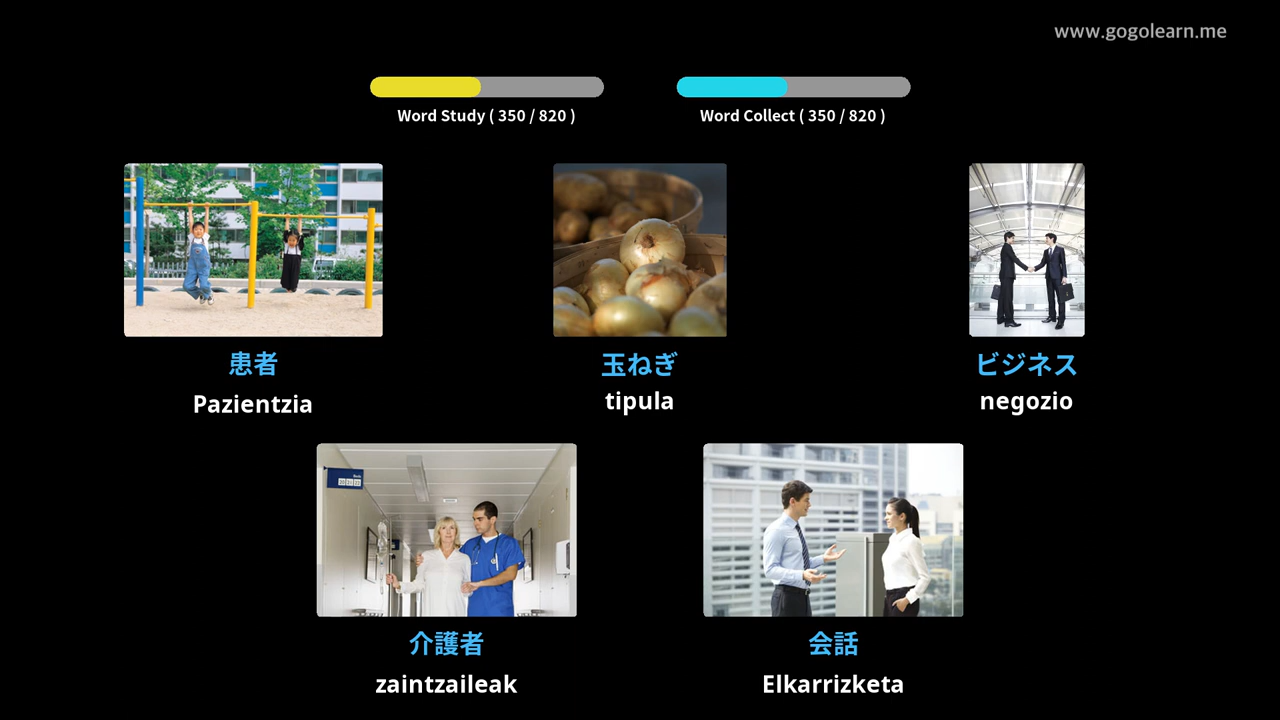 www.gogolearn.me
Word Study ( 350 / 820 )
Word Collect ( 350 / 820 )
患者
Pazientzia
玉ねぎ
tipula
ビジネス
negozio
介護者
zaintzaileak
会話
Elkarrizketa